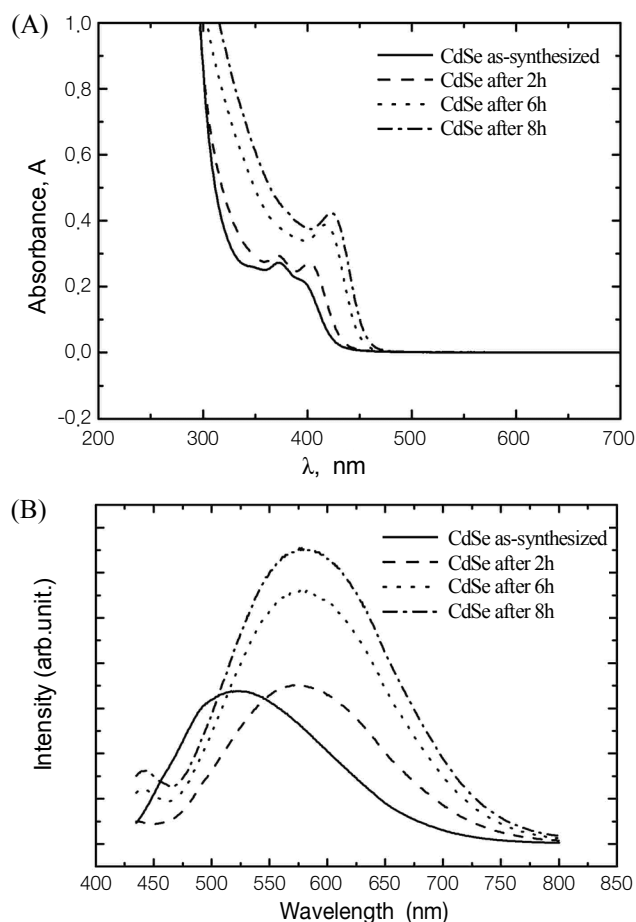 (A)
1.0
0.8
0.6
0.4
0.2
0.0
-0.2
Absorbance, A
CdSe as-synthesized
CdSe after 2h
CdSe after 6h
CdSe after 8h
200 300 400 500 600 700
λ, nm
(B)
Intensity (arb.unit.)
CdSe as-synthesized
CdSe after 2h
CdSe after 6h
CdSe after 8h
400 450 500 550 600 650 700 750 800 850
Wavelength (nm)